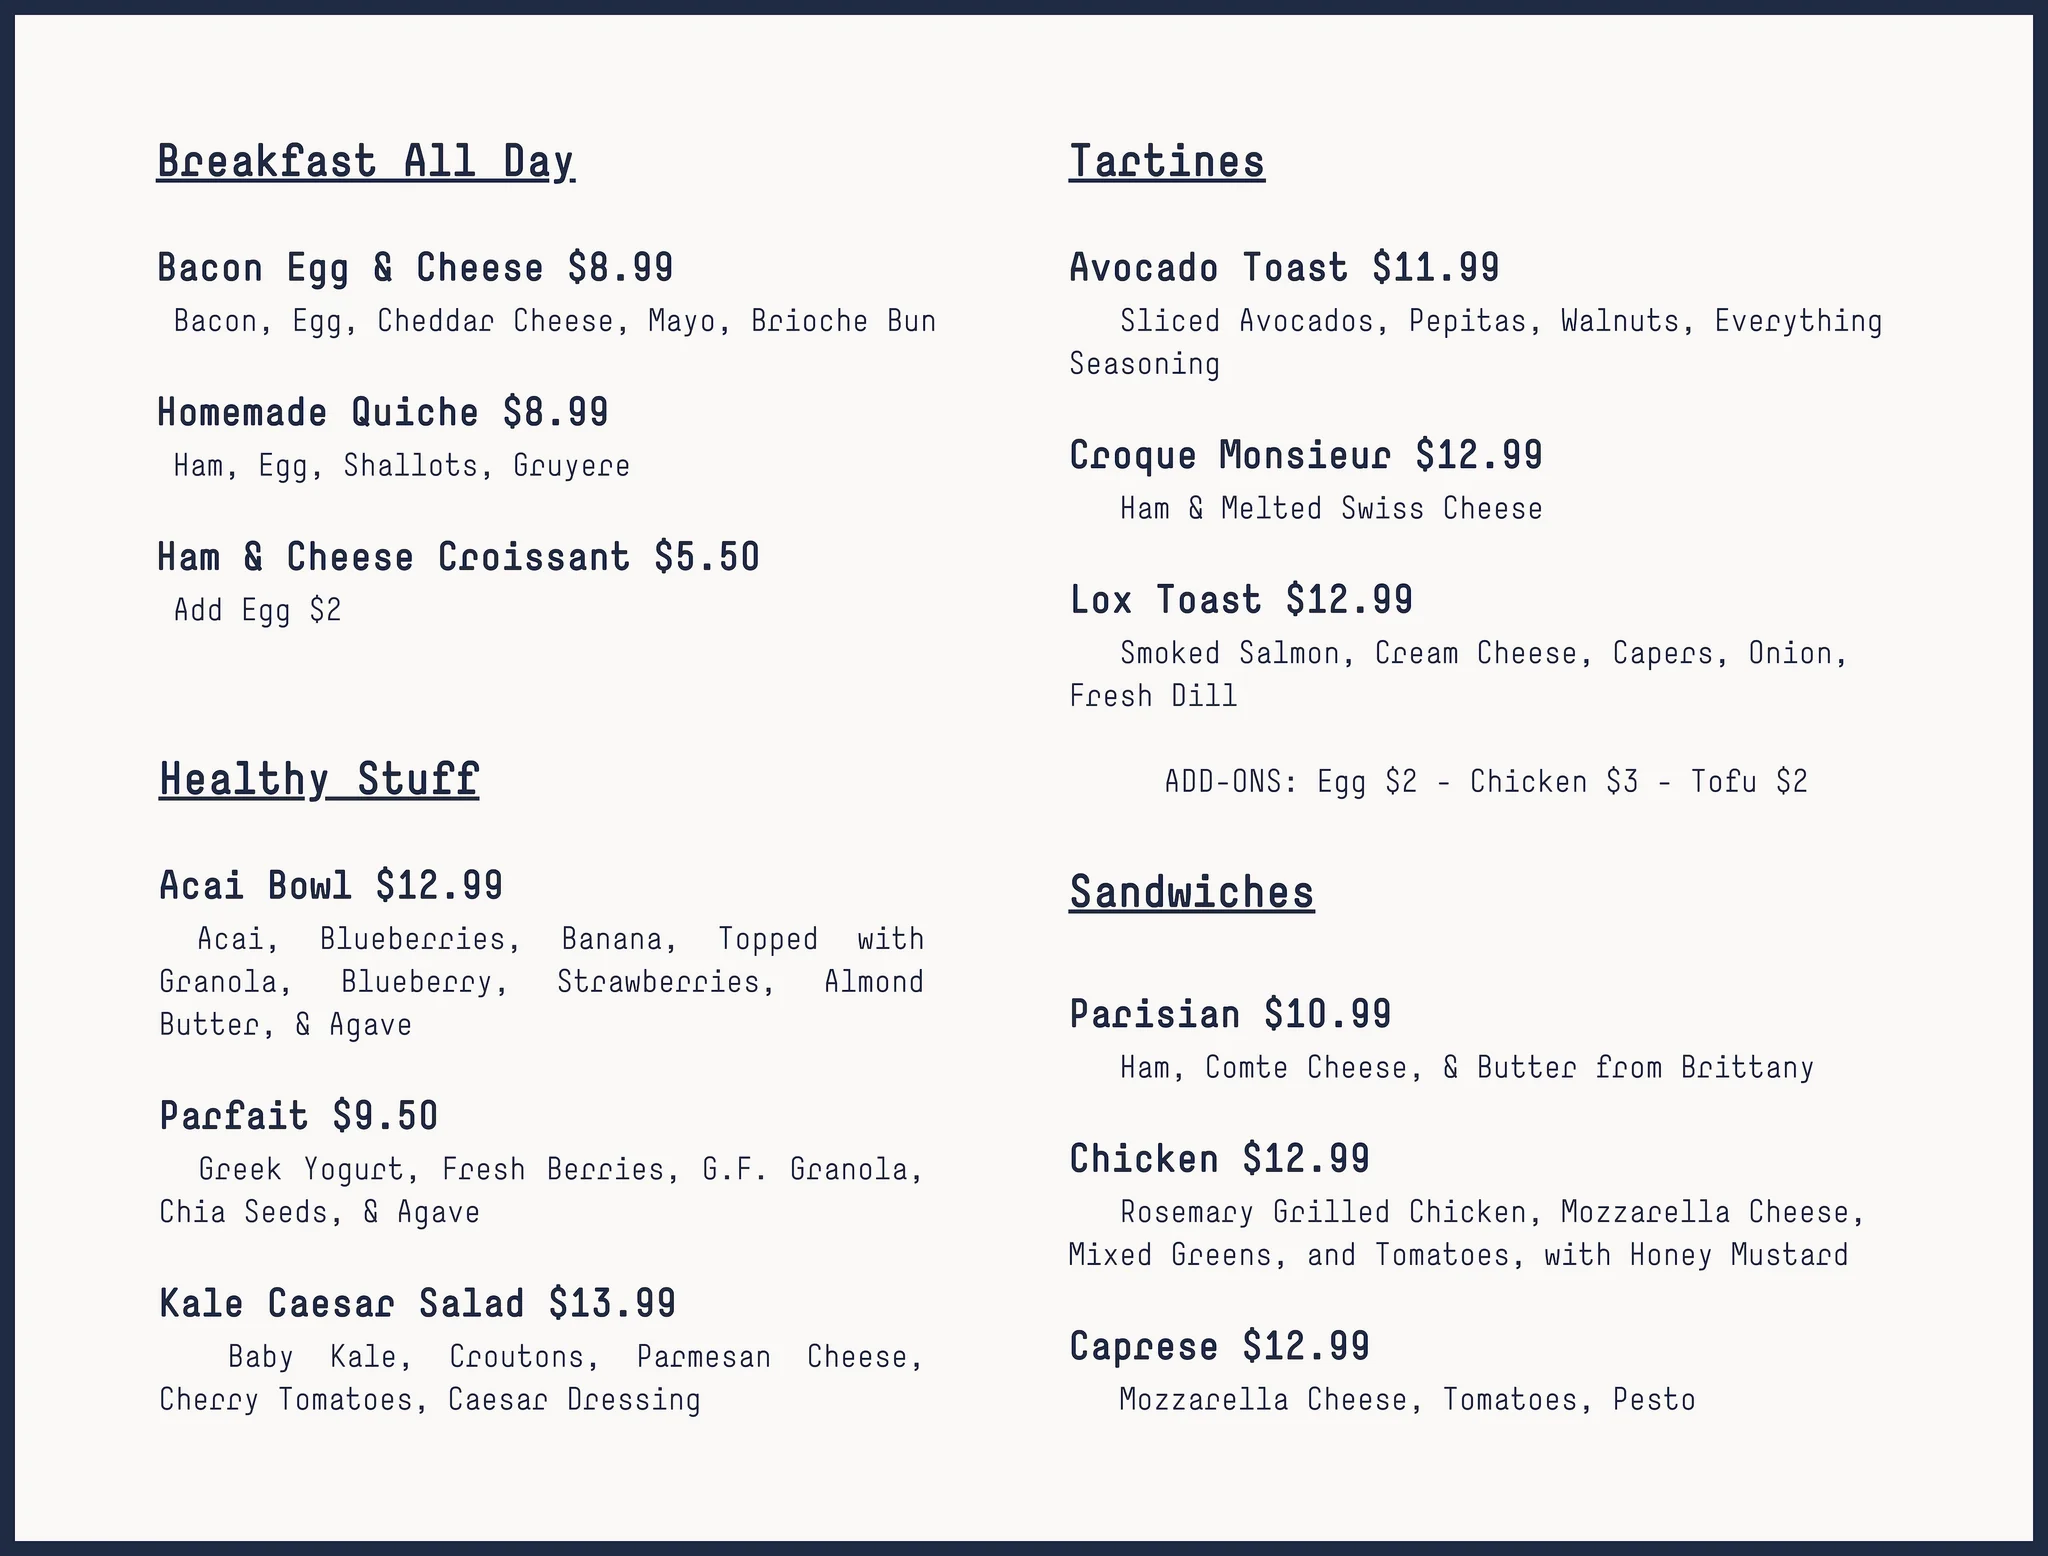 Breakfast All Day
Bacon Egg & Cheese $8.99
Bacon, Egg, Cheddar Cheese, Mayo, Brioche Bun
Homemade Quiche $8.99
Ham, Egg, Shallots, Gruyere
Ham & Cheese Croissant $5.50
Add Egg $2
Healthy Stuff
Acai Bowl $12.99
Acai, Blueberries, Banana, Topped with
Granola, Blueberry, Strawberries, Almond
Butter, & Agave
Parfait $9.50
Greek Yogurt, Fresh Berries, G.F. Granola,
Chia Seeds, & Agave
Kale Caesar Salad $13.99
Baby Kale, Croutons, Parmesan Cheese,
Cherry Tomatoes, Caesar Dressing
Tartines
Avocado Toast $11.99
Sliced Avocados, Pepitas, Walnuts, Everything
Seasoning
Croque Monsieur $12.99
Ham & Melted Swiss Cheese
Lox Toast $12.99
Smoked Salmon, Cream Cheese, Capers, Onion,
Fresh Dill
ADD-ONS: Egg $2 - Chicken $3 - Tofu $2
Sandwiches
Parisian $10.99
Ham, Comte Cheese, & Butter from Brittany
Chicken $12.99
Rosemary Grilled Chicken, Mozzarella Cheese,
Mixed Greens, and Tomatoes, with Honey Mustard
Caprese $12.99
Mozzarella Cheese, Tomatoes, Pesto